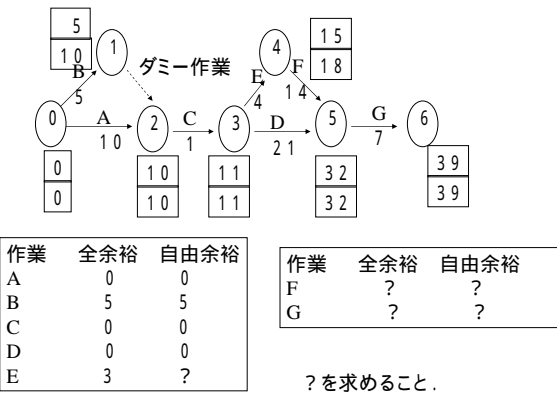 5
10
1
ダミー作業
B
5
0
A
10
2
C
1
3
E
4
4
F
14
15
18
D
21
5
G
7
6
0
0
10
10
11
11
32
32
39
39
作業 全余裕 自由余裕
A 0 0
B 5 5
C 0 0
D 0 0
E 3 ?
作業 全余裕 自由余裕
F ? ?
G ? ?
?を求めること.